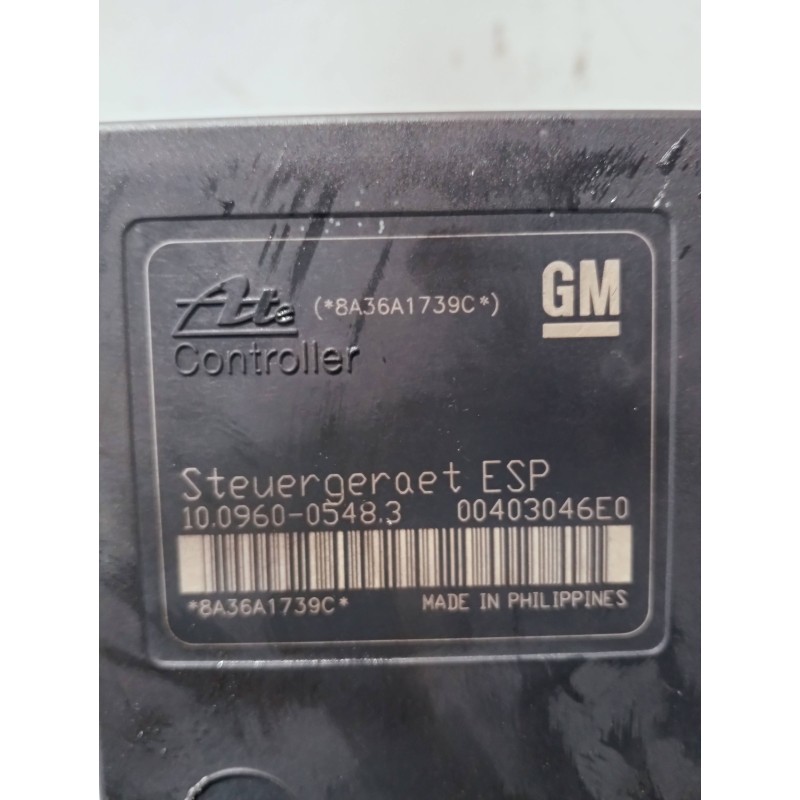 Ate (*8A36A1739C*) GM
Controller
Steuergeraet ESP
10.0960-0548.3 00403046E0
*8A36A1739C* MADE IN PHILIPPINES